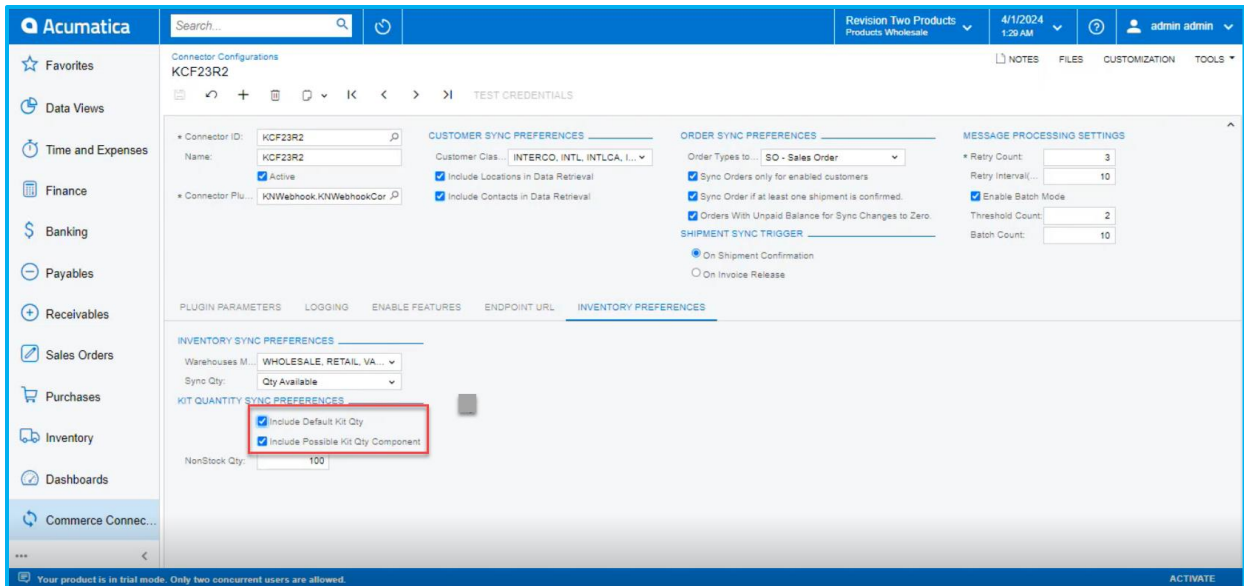 Acumatica
Search...
Revision Two Products
Products Wholesale
4/1/2024
1:29 AM
admin admin
Favorites
Data Views
Time and Expenses
Finance
Banking
Payables
Receivables
Sales Orders
Purchases
Inventory
Dashboards
Commerce Connec...
Connector Configurations
KCF23R2
NOTES FILES CUSTOMIZATION TOOLS
TEST CREDENTIALS
* Connector ID: KCF23R2
Name: KCF23R2
Active
* Connector Plu... KNWebhook.KNWebhookCor
CUSTOMER SYNC PREFERENCES
Customer Clas... INTERCO, INTL, INTLCA, I...
Include Locations in Data Retrieval
Include Contacts in Data Retrieval
ORDER SYNC PREFERENCES
Order Types to... SO - Sales Order
Sync Orders only for enabled customers
Sync Order if at least one shipment is confirmed.
Orders With Unpaid Balance for Sync Changes to Zero.
SHIPMENT SYNC TRIGGER
On Shipment Confirmation
On Invoice Release
MESSAGE PROCESSING SETTINGS
* Retry Count: 3
Retry Interval(... 10
Enable Batch Mode
Threshold Count: 2
Batch Count: 10
PLUGIN PARAMETERS LOGGING ENABLE FEATURES ENDPOINT URL INVENTORY PREFERENCES
INVENTORY SYNC PREFERENCES
Warehouses M... WHOLESALE, RETAIL, VA...
Sync Qty: Qty Available
KIT QUANTITY SYNC PREFERENCES
Include Default Kit Qty
Include Possible Kit Qty Component
NonStock Qty: 100
Your product is in trial mode. Only two concurrent users are allowed.
ACTIVATE